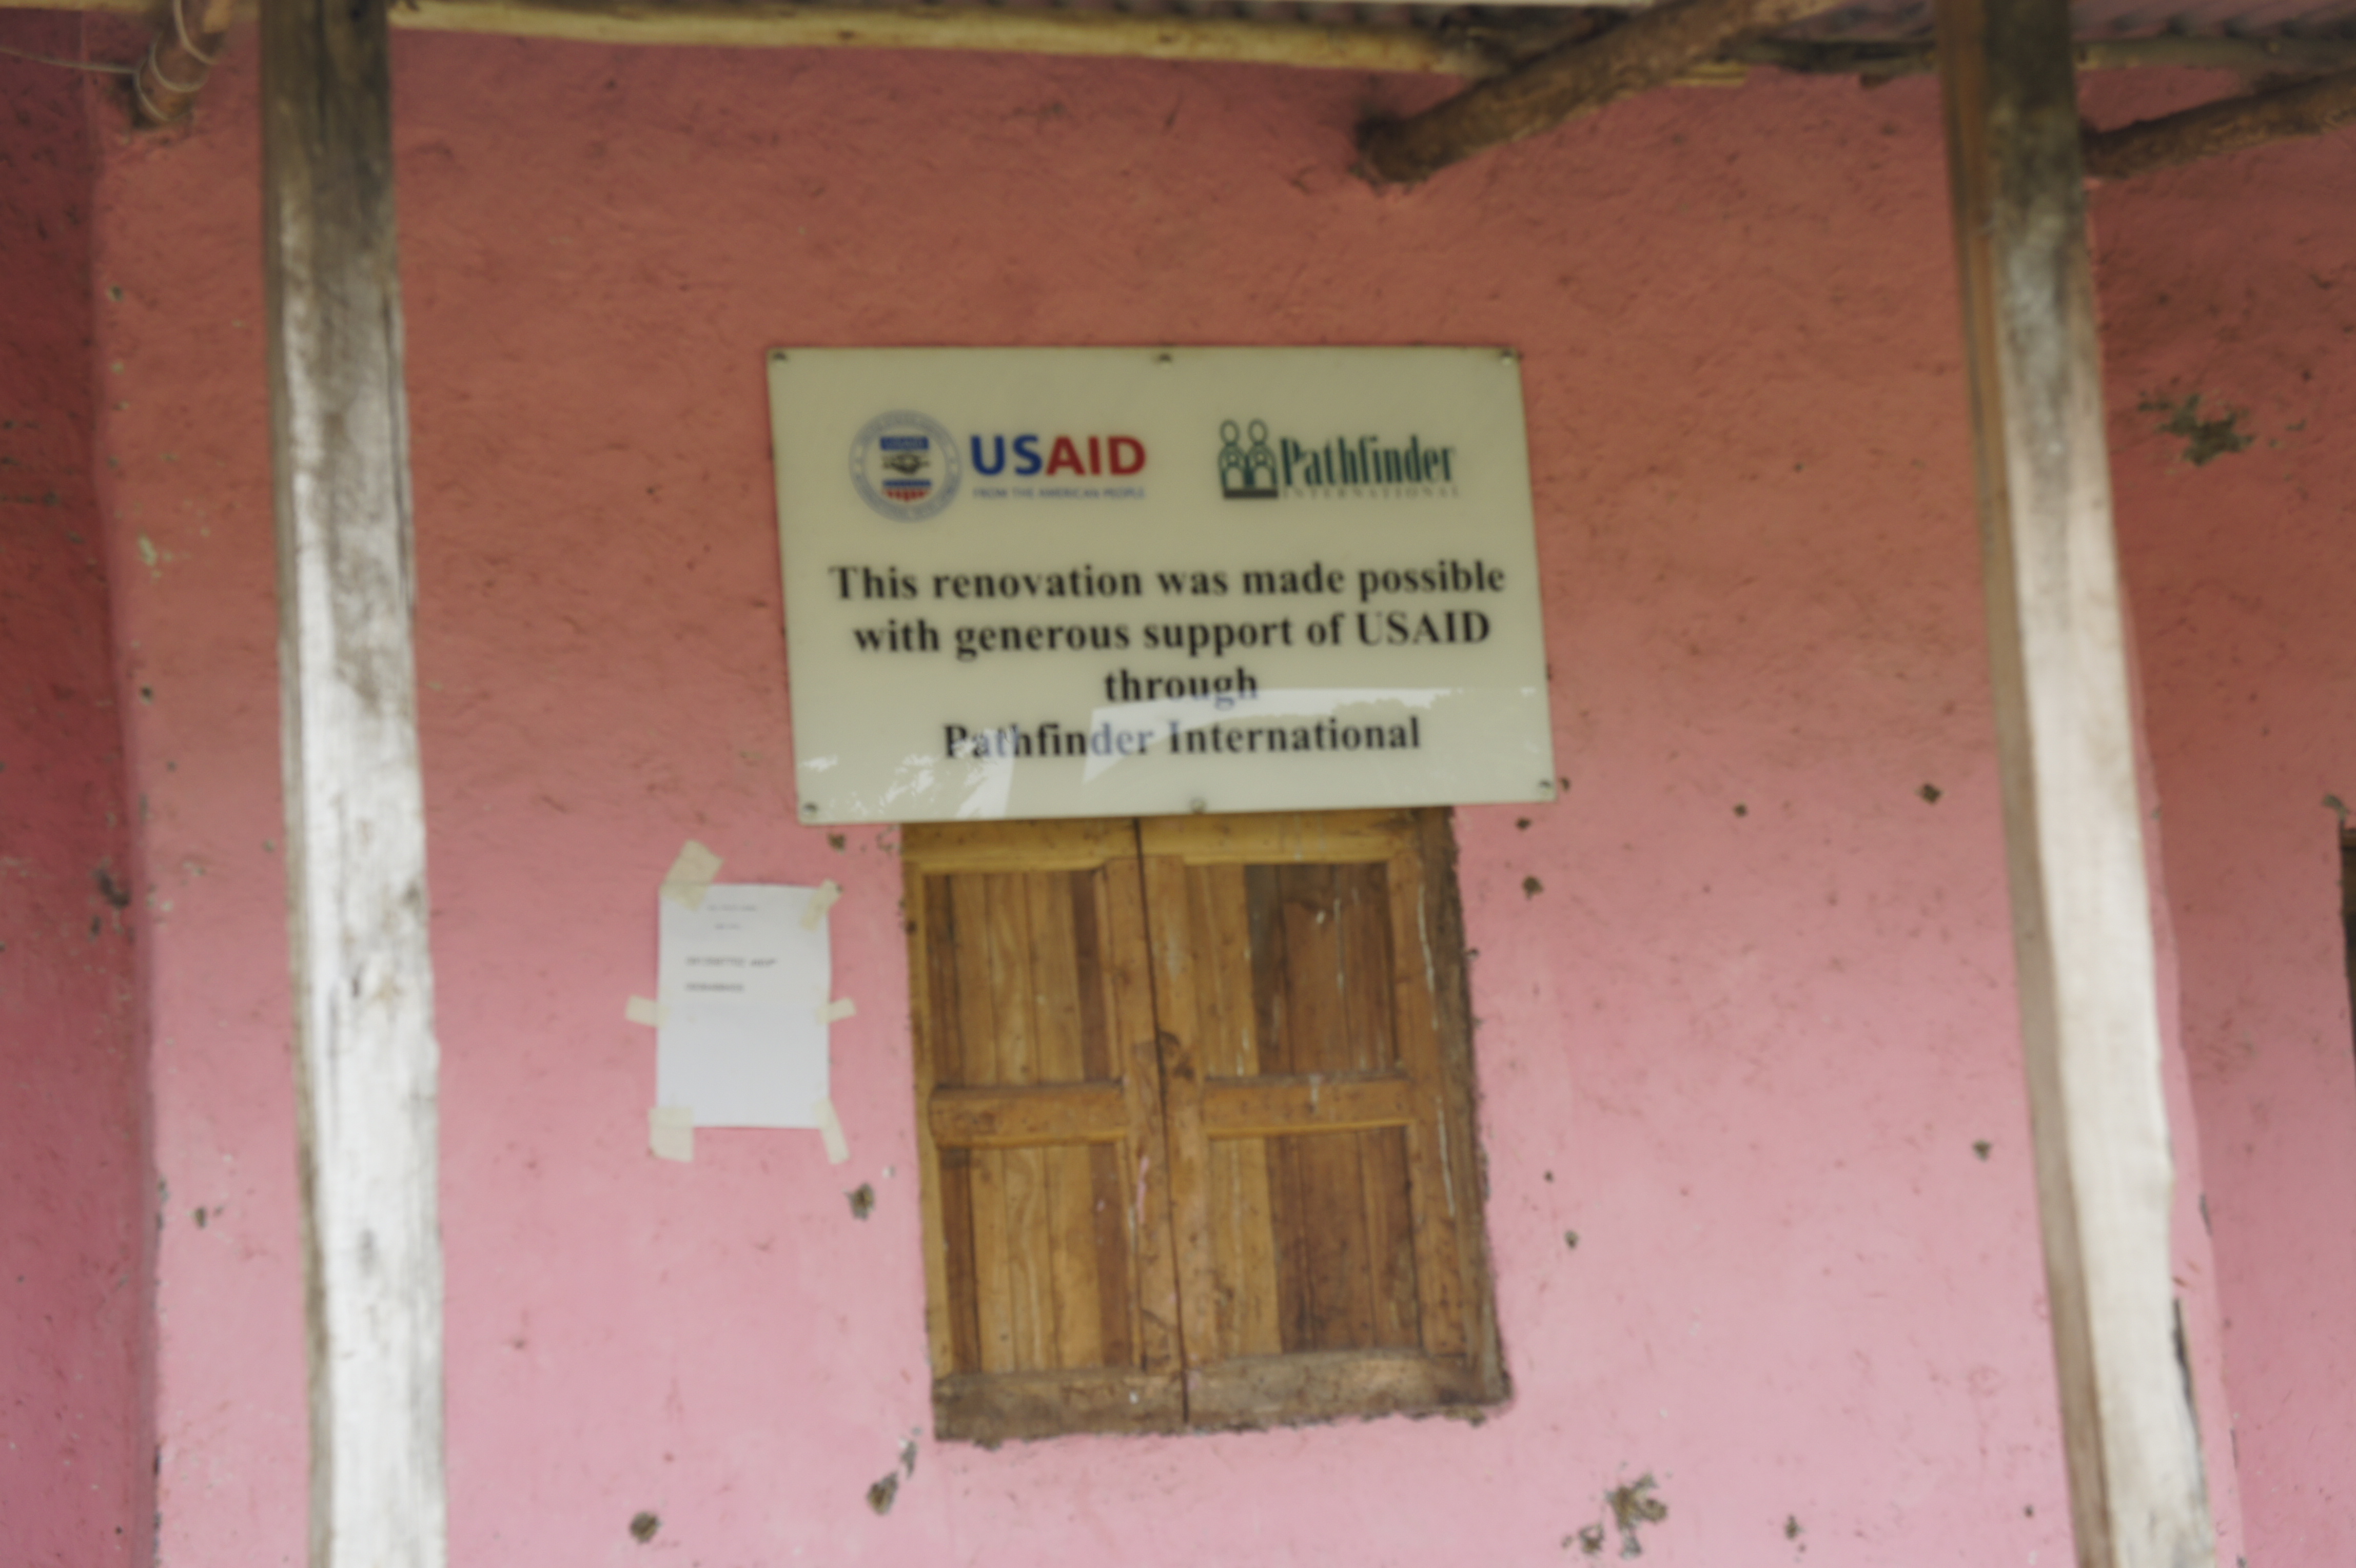 USAID
USAID
FROM THE AMERICAN PEOPLE
Pathfinder
INTERNATIONAL
This renovation was made possible
with generous support of USAID
through
Pathfinder International